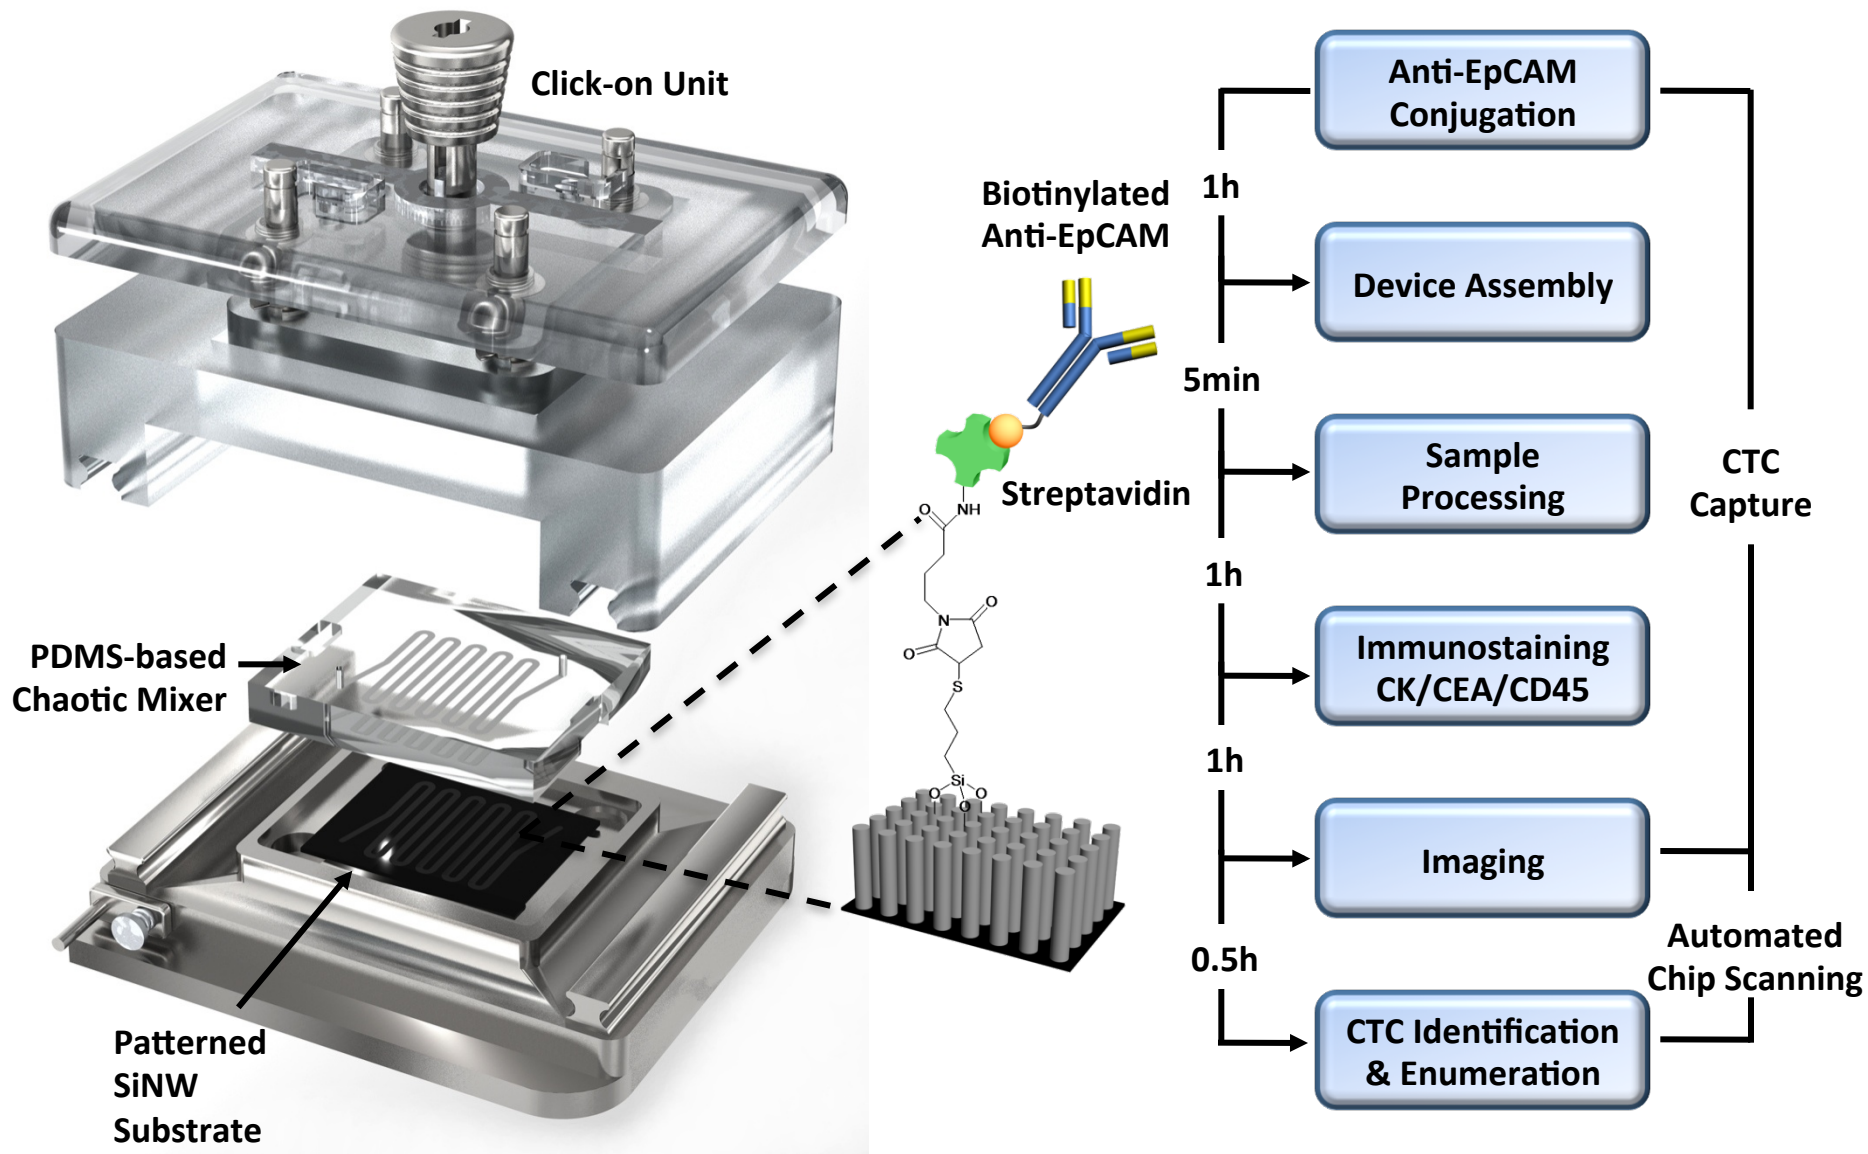 Click-on Unit
PDMS-based
Chaotic Mixer
Patterned
SiNW
Substrate
Biotinylated
Anti-EpCAM
Streptavidin
O
NH
N
O
O
S
Si
O
O
O
1h
5min
1h
1h
0.5h
Anti-EpCAM
Conjugation
Device Assembly
Sample
Processing
Immunostaining
CK/CEA/CD45
Imaging
CTC Identification
& Enumeration
CTC
Capture
Automated
Chip Scanning